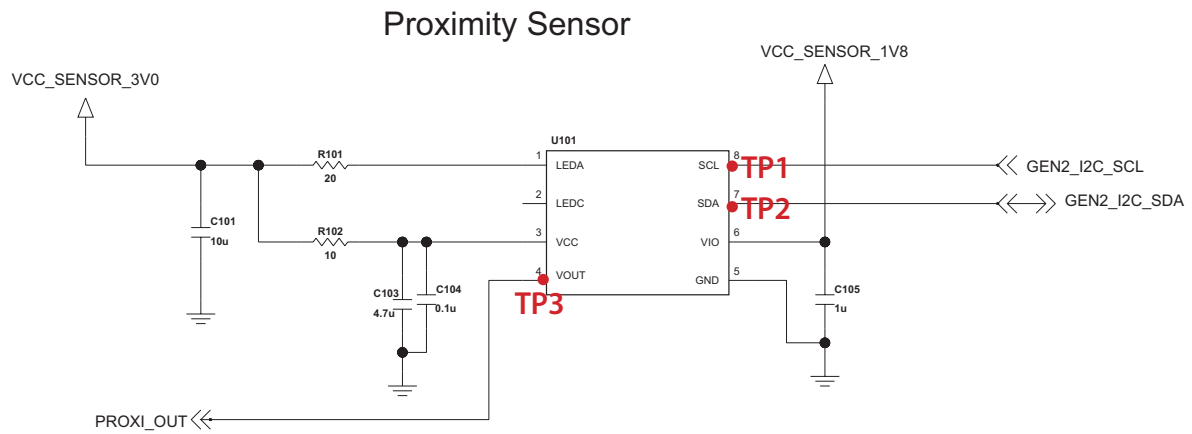 Proximity Sensor
VCC_SENSOR_3V0
VCC_SENSOR_1V8
U101
R101
20
1
LEDA
SCL
8
TP1
GEN2_I2C_SCL
2
LEDC
SDA
7
TP2
GEN2_I2C_SDA
C101
10u
R102
10
3
VCC
VIO
6
4
VOUT
GND
5
TP3
C103
4.7u
C104
0.1u
C105
1u
PROXI_OUT